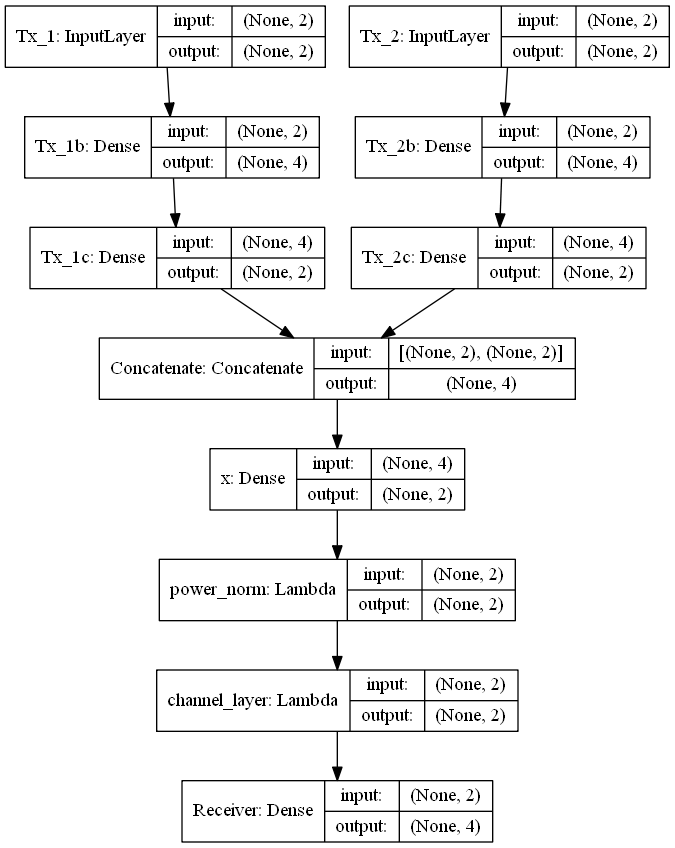 Tx_1: InputLayer
input: (None, 2)
output: (None, 2)
Tx_2: InputLayer
input: (None, 2)
output: (None, 2)
Tx_1b: Dense
input: (None, 2)
output: (None, 4)
Tx_2b: Dense
input: (None, 2)
output: (None, 4)
Tx_1c: Dense
input: (None, 4)
output: (None, 2)
Tx_2c: Dense
input: (None, 4)
output: (None, 2)
Concatenate: Concatenate
input: [(None, 2), (None, 2)]
output: (None, 4)
x: Dense
input: (None, 4)
output: (None, 2)
power_norm: Lambda
input: (None, 2)
output: (None, 2)
channel_layer: Lambda
input: (None, 2)
output: (None, 2)
Receiver: Dense
input: (None, 2)
output: (None, 4)